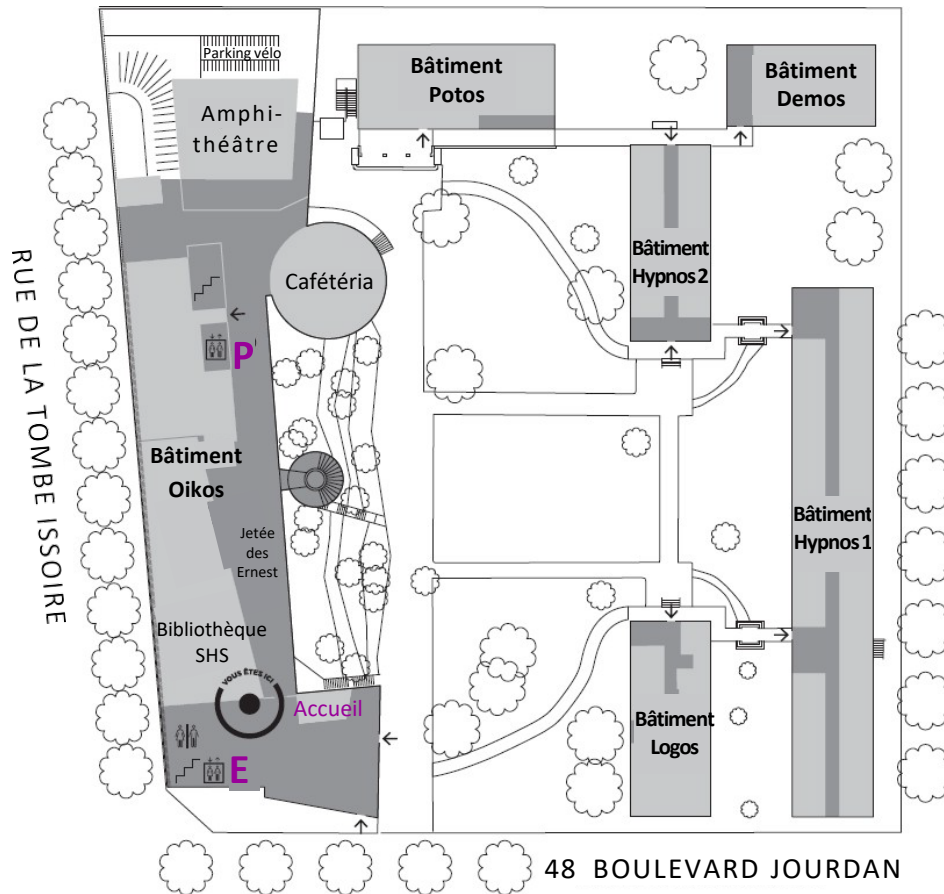 Parking vélo
Amphi-
théâtre
Bâtiment
Potos
Bâtiment
Demos
Bâtiment
Hypnos 2
Cafétéria
P
RUE DE LA TOMBE ISSOIRE
Bâtiment
Oikos
Jetée
des
Ernest
Bâtiment
Hypnos 1
Bibliothèque
SHS
VOUS ÊTES ICI
Accueil
Bâtiment
Logos
E
48 BOULEVARD JOURDAN